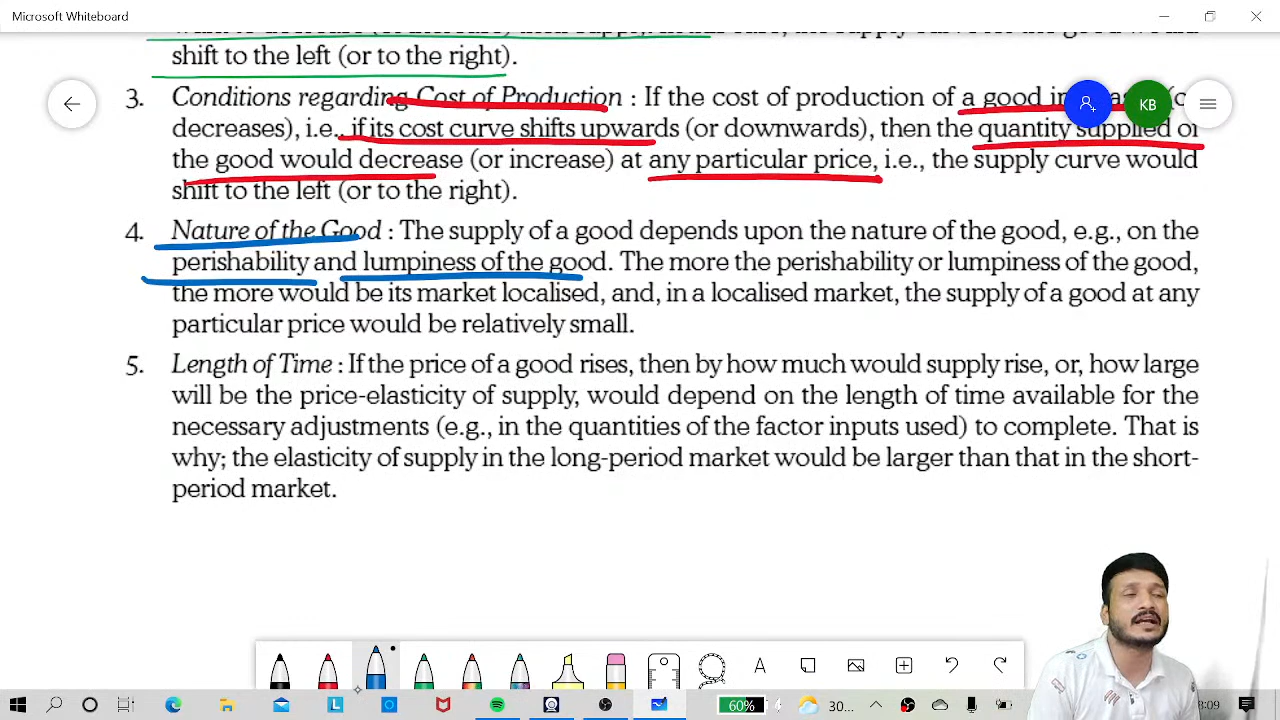 Microsoft Whiteboard
shift to the left (or to the right).
3. Conditions regarding Cost of Production : If the cost of production of a good
decreases), i.e., if its cost curve shifts upwards (or downwards), then the quantity supplied of
KB
the good would decrease (or increase) at any particular price, i.e., the supply curve would
shift to the left (or to the right).
4. Nature of the Good : The supply of a good depends upon the nature of the good, e.g., on the
perishability and lumpiness of the good. The more the perishability or lumpiness of the good,
the more would be its market localised, and, in a localised market, the supply of a good at any
particular price would be relatively small.
5. Length of Time : If the price of a good rises, then by how much would supply rise, or, how large
will be the price-elasticity of supply, would depend on the length of time available for the
necessary adjustments (e.g., in the quantities of the factor inputs used) to complete. That is
why; the elasticity of supply in the long-period market would be larger than that in the short-
period market.
60%
30...
8:09